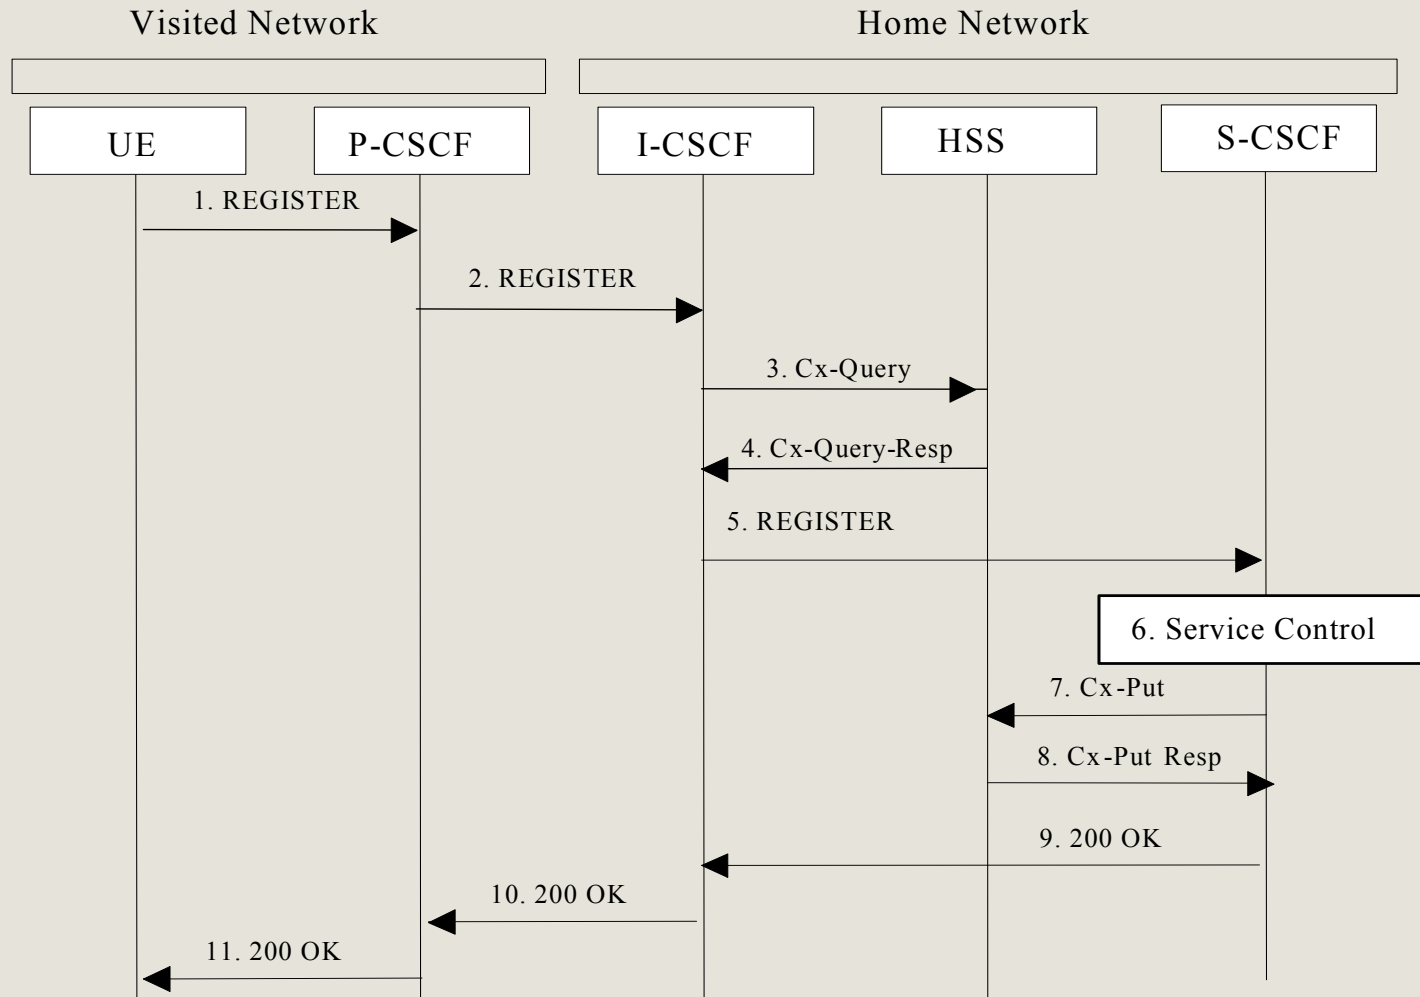 Visited Network
Home Network
UE
P-CSCF
I-CSCF
HSS
S-CSCF
1. REGISTER
2. REGISTER
3. Cx-Query
4. Cx-Query-Resp
5. REGISTER
6. Service Control
7. Cx-Put
8. Cx-Put Resp
9. 200 OK
10. 200 OK
11. 200 OK